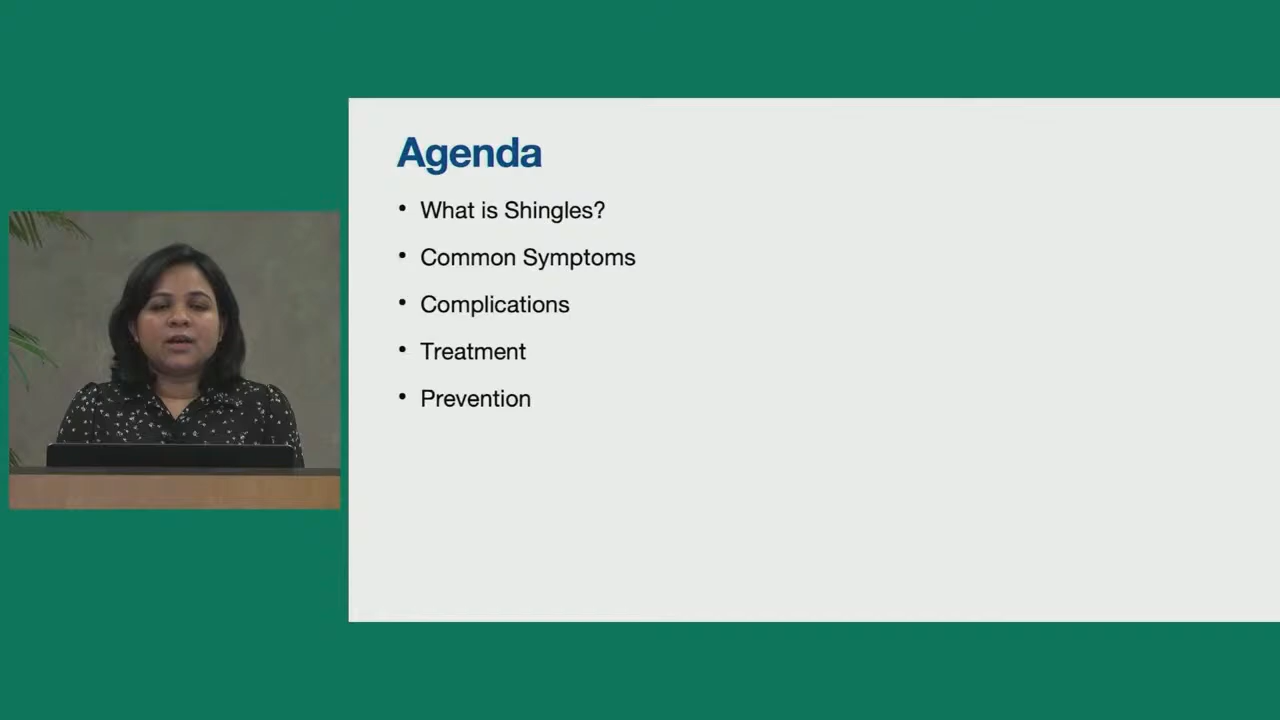 Agenda
• What is Shingles?
• Common Symptoms
• Complications
• Treatment
• Prevention